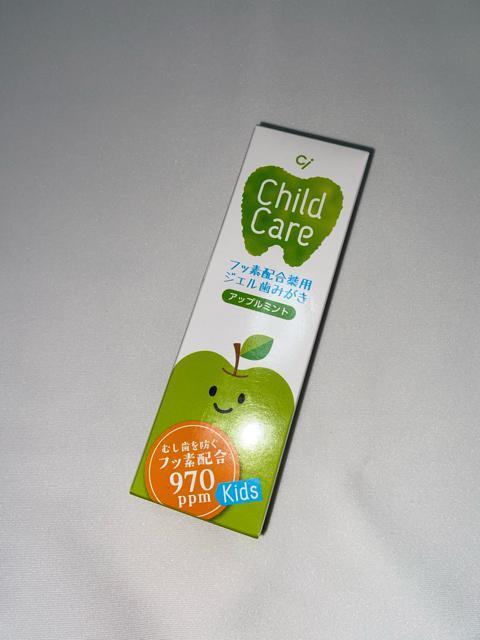 Ci
Child
Care
フッ素配合薬用
ジェル歯みがき
アップルミント
むし歯を防ぐ
フッ素配合
970
ppm
Kids